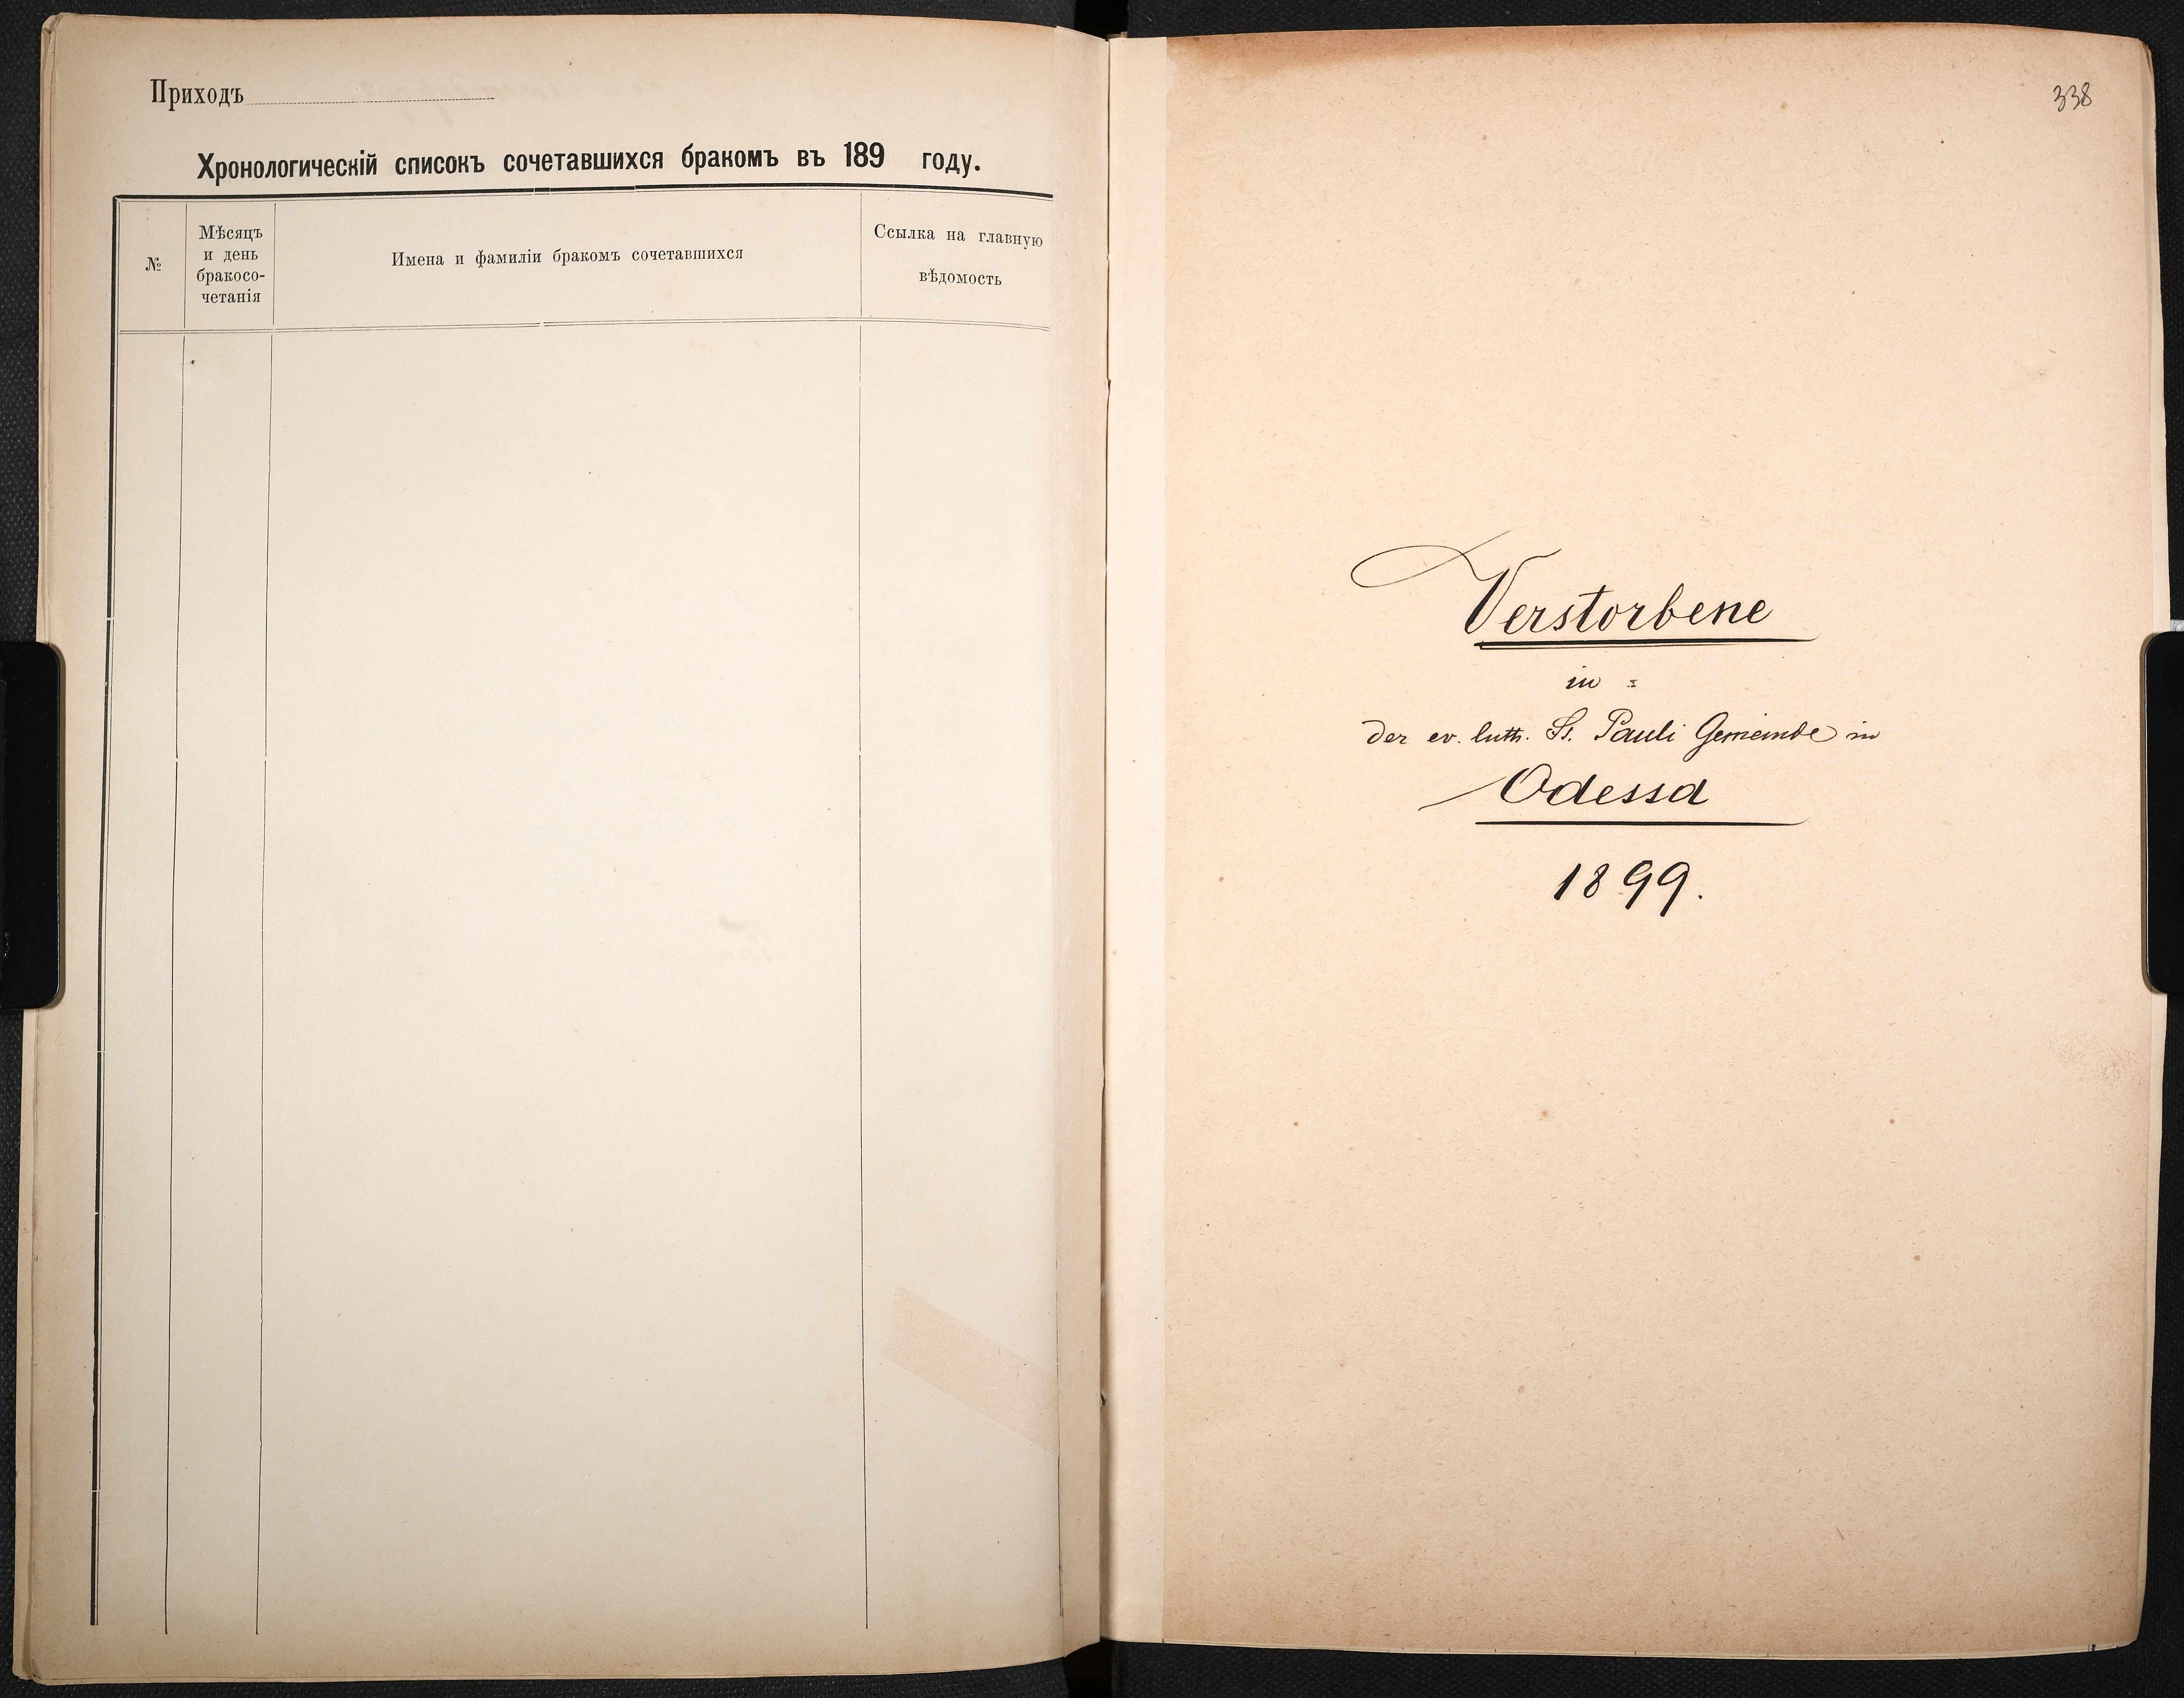 Приходъ
Хронологическій списокъ сочетавшихся бракомъ въ 189 году.
№
Мѣсяцъ
и день
бракосо-
четанія
Имена и фамиліи бракомъ сочетавшихся
Ссылка на главную
вѣдомость
338
Verstorbene
in
der ev. luth. St. Pauli Gemeinde in
Odessa
1899.